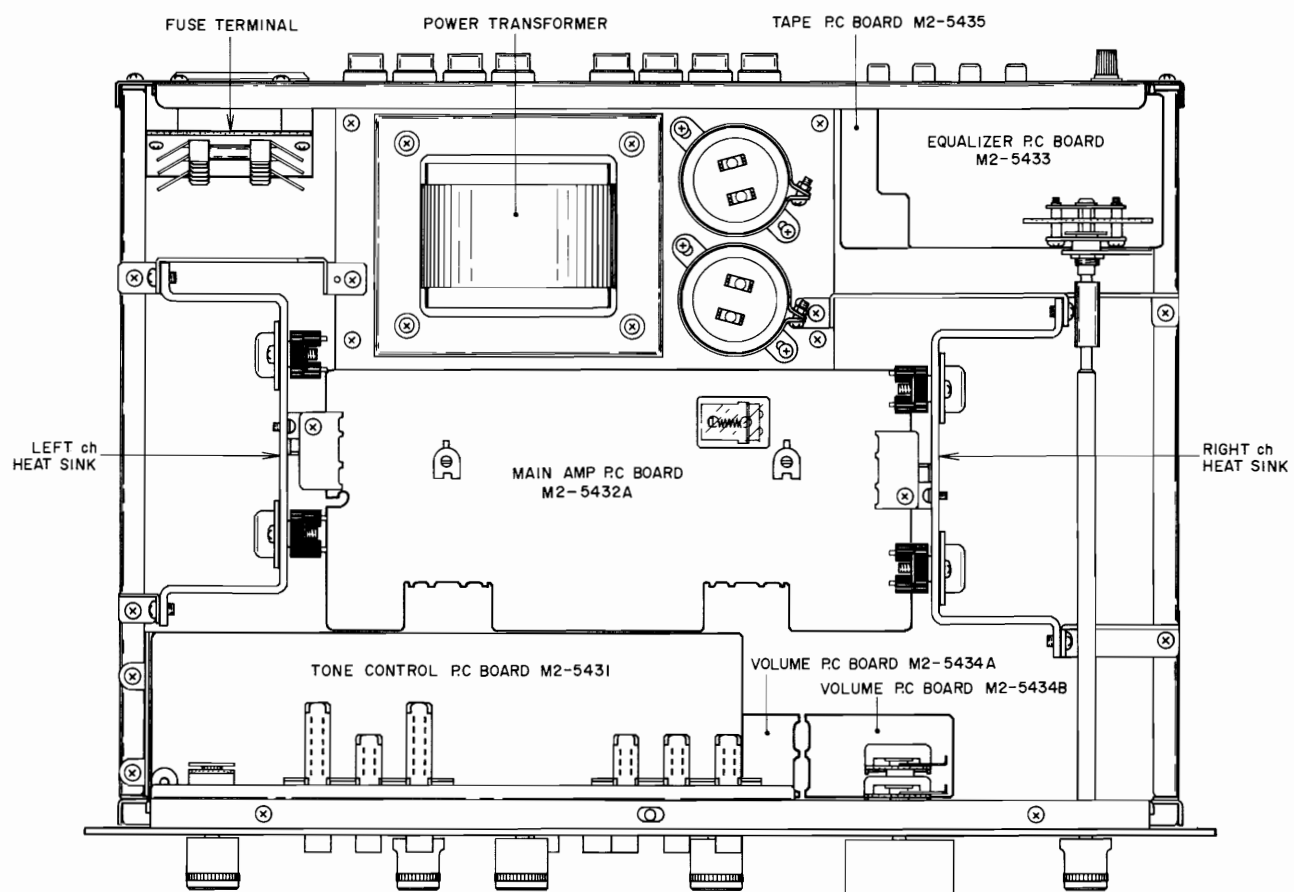 FUSE TERMINAL
POWER TRANSFORMER
TAPE P.C BOARD M2-5435
EQUALIZER P.C BOARD
M2-5433
LEFT ch
HEAT SINK
MAIN AMP P.C BOARD
M2-5432A
RIGHT ch
HEAT SINK
TONE CONTROL P.C BOARD M2-5431
VOLUME P.C BOARD M2-5434A
VOLUME P.C BOARD M2-5434B